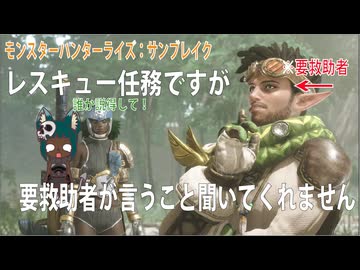 モンスターハンターライズ：サンブレイク
※要救助者
レスキュー任務ですが
誰か説得して！
要救助者が言うこと聞いてくれません